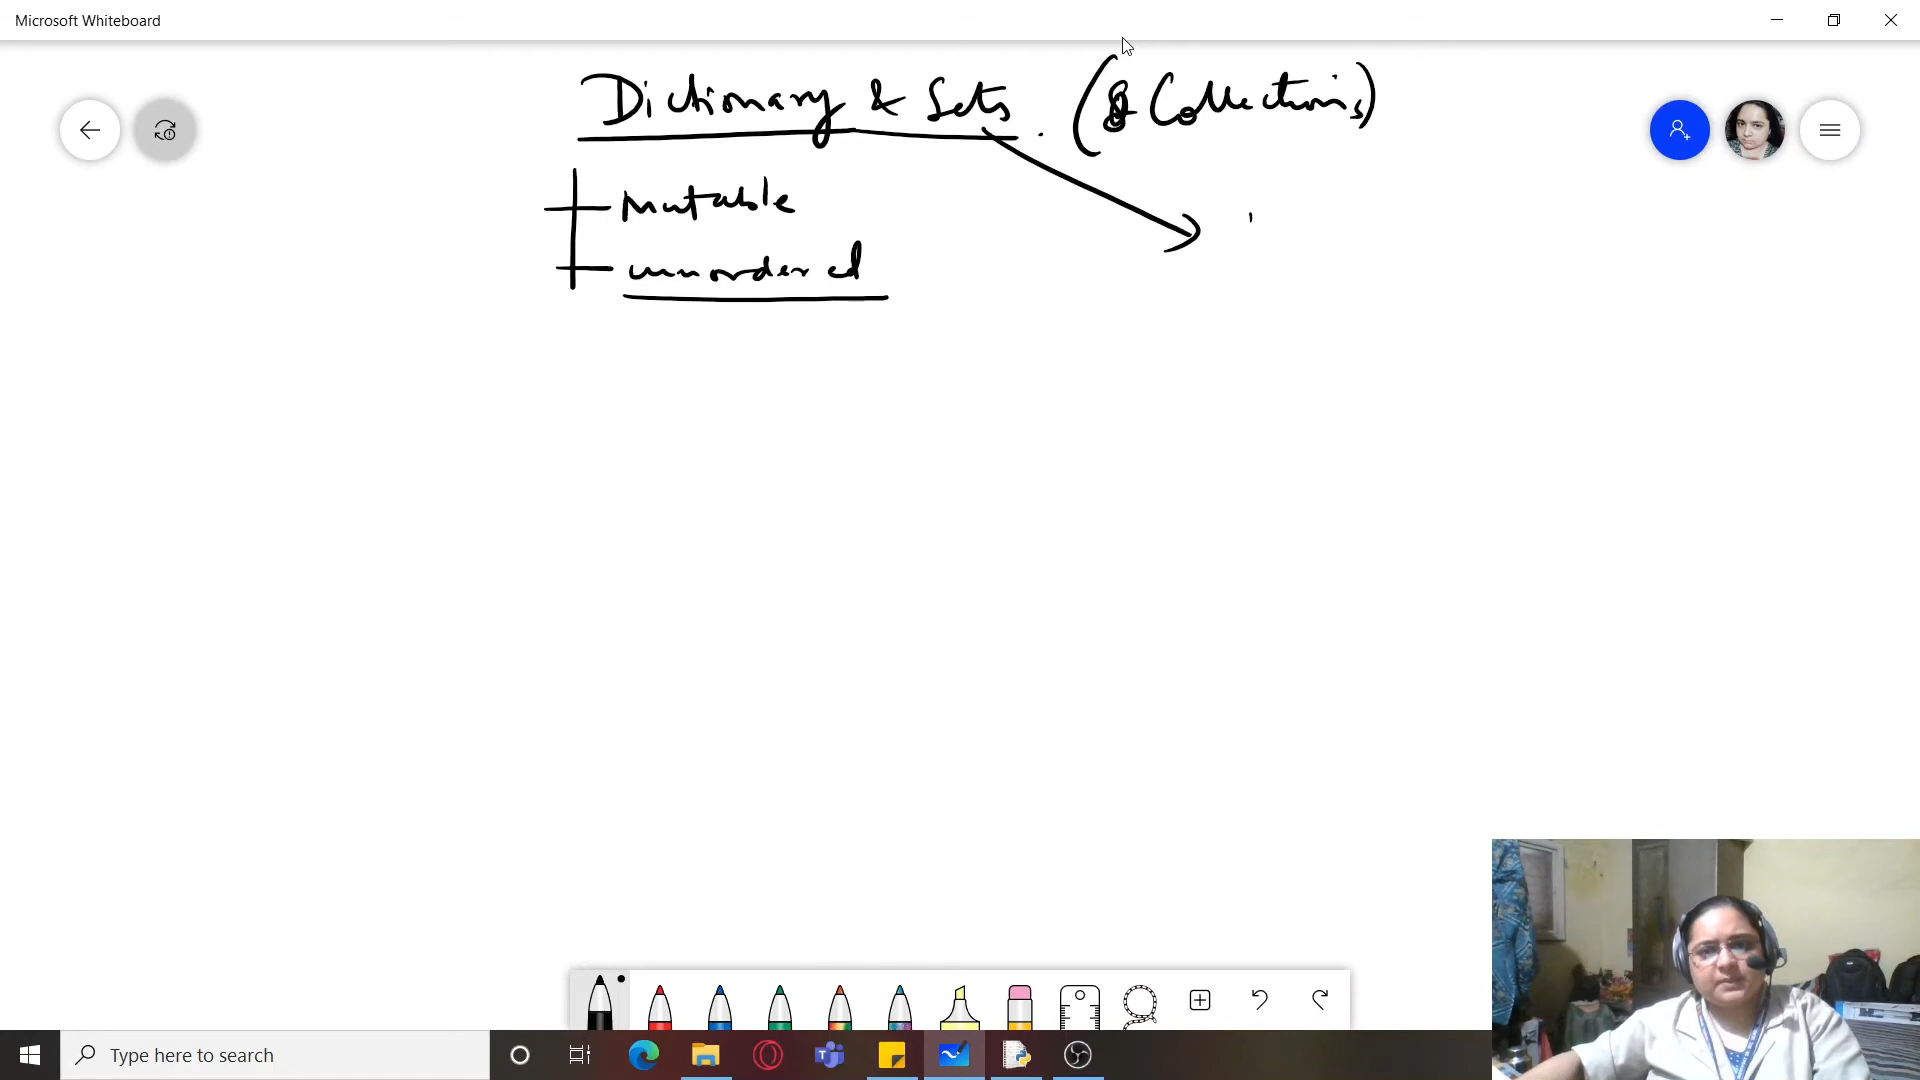 Microsoft Whiteboard
Dictionary & Sets. (Collections)
Mutable
unordered
Type here to search